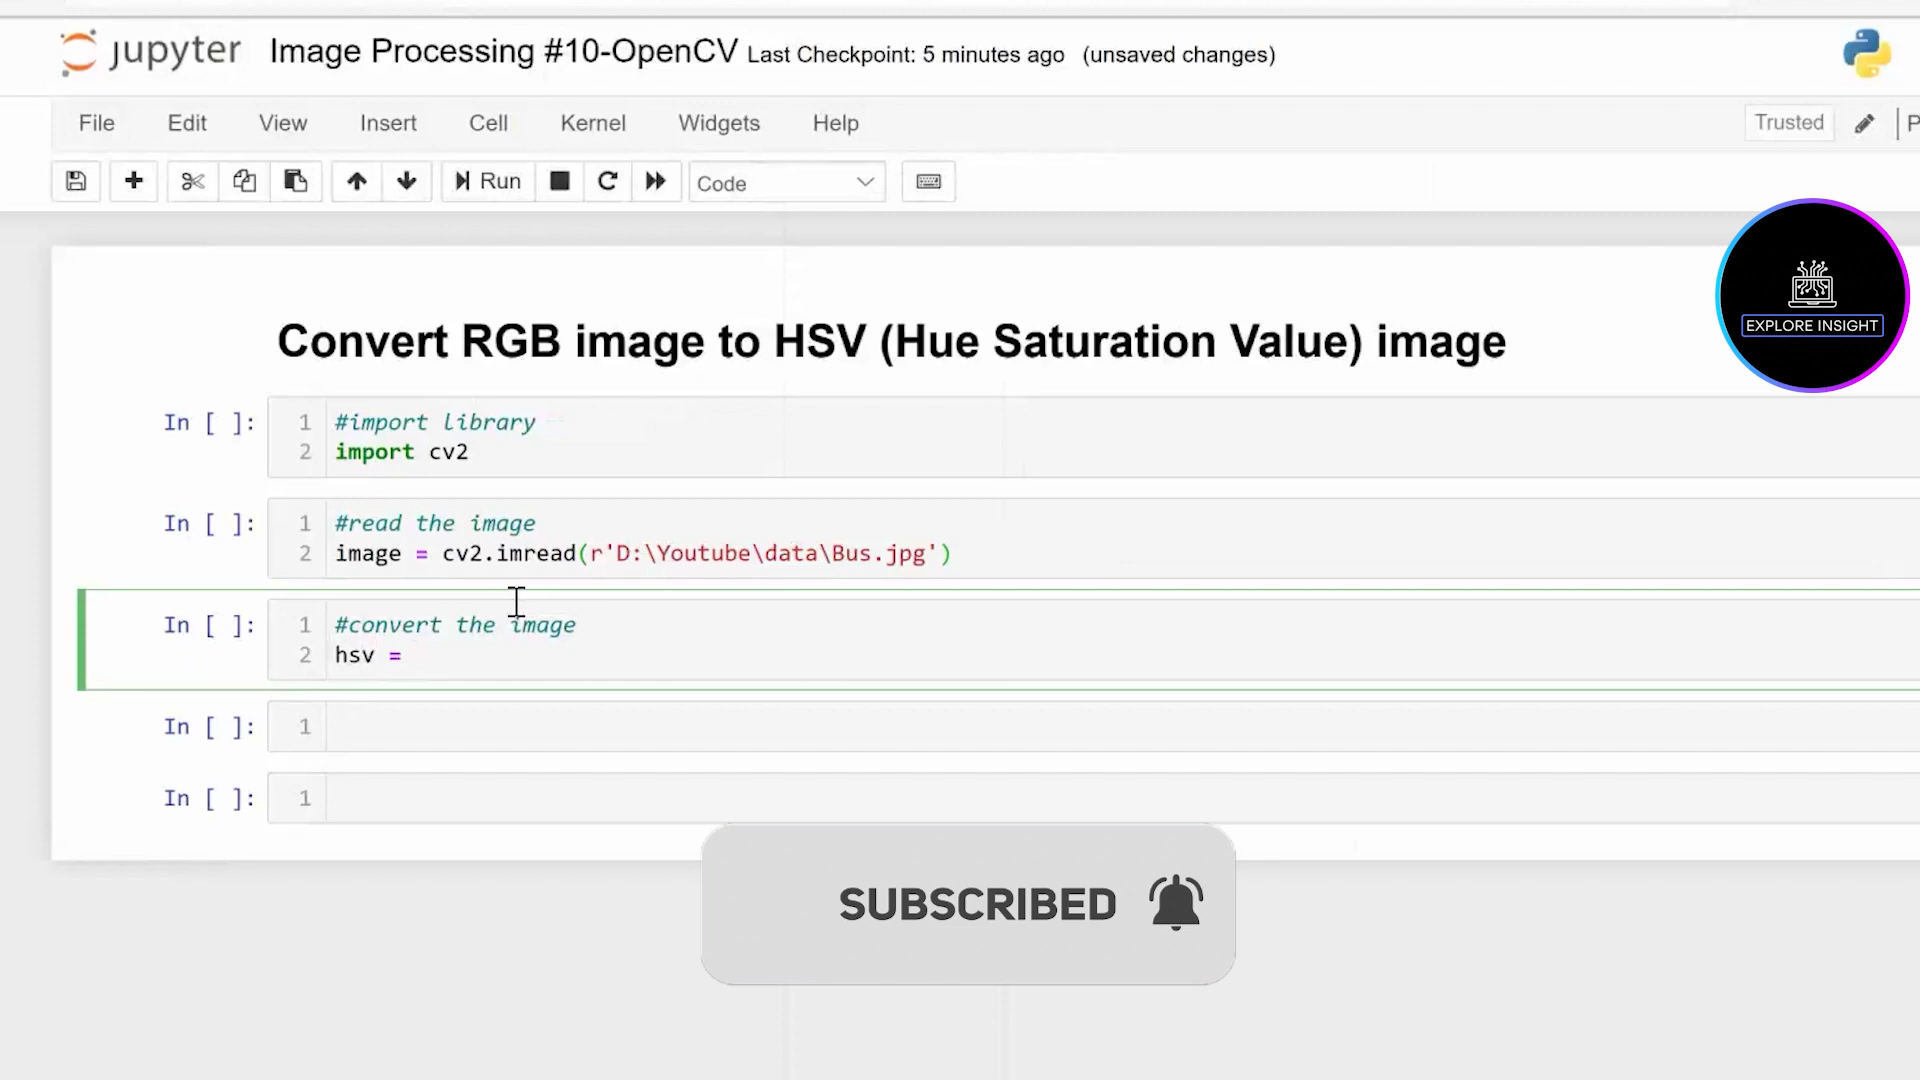 jupyter Image Processing #10-OpenCV Last Checkpoint: 5 minutes ago (unsaved changes)
File Edit View Insert Cell Kernel Widgets Help Trusted P
Run Code
EXPLORE INSIGHT
Convert RGB image to HSV (Hue Saturation Value) image
In [ ]: 1 #import library
2 import cv2
In [ ]: 1 #read the image
2 image = cv2.imread(r'D:\Youtube\data\Bus.jpg')
In [ ]: 1 #convert the image
2 hsv =
In [ ]: 1
In [ ]: 1
SUBSCRIBED